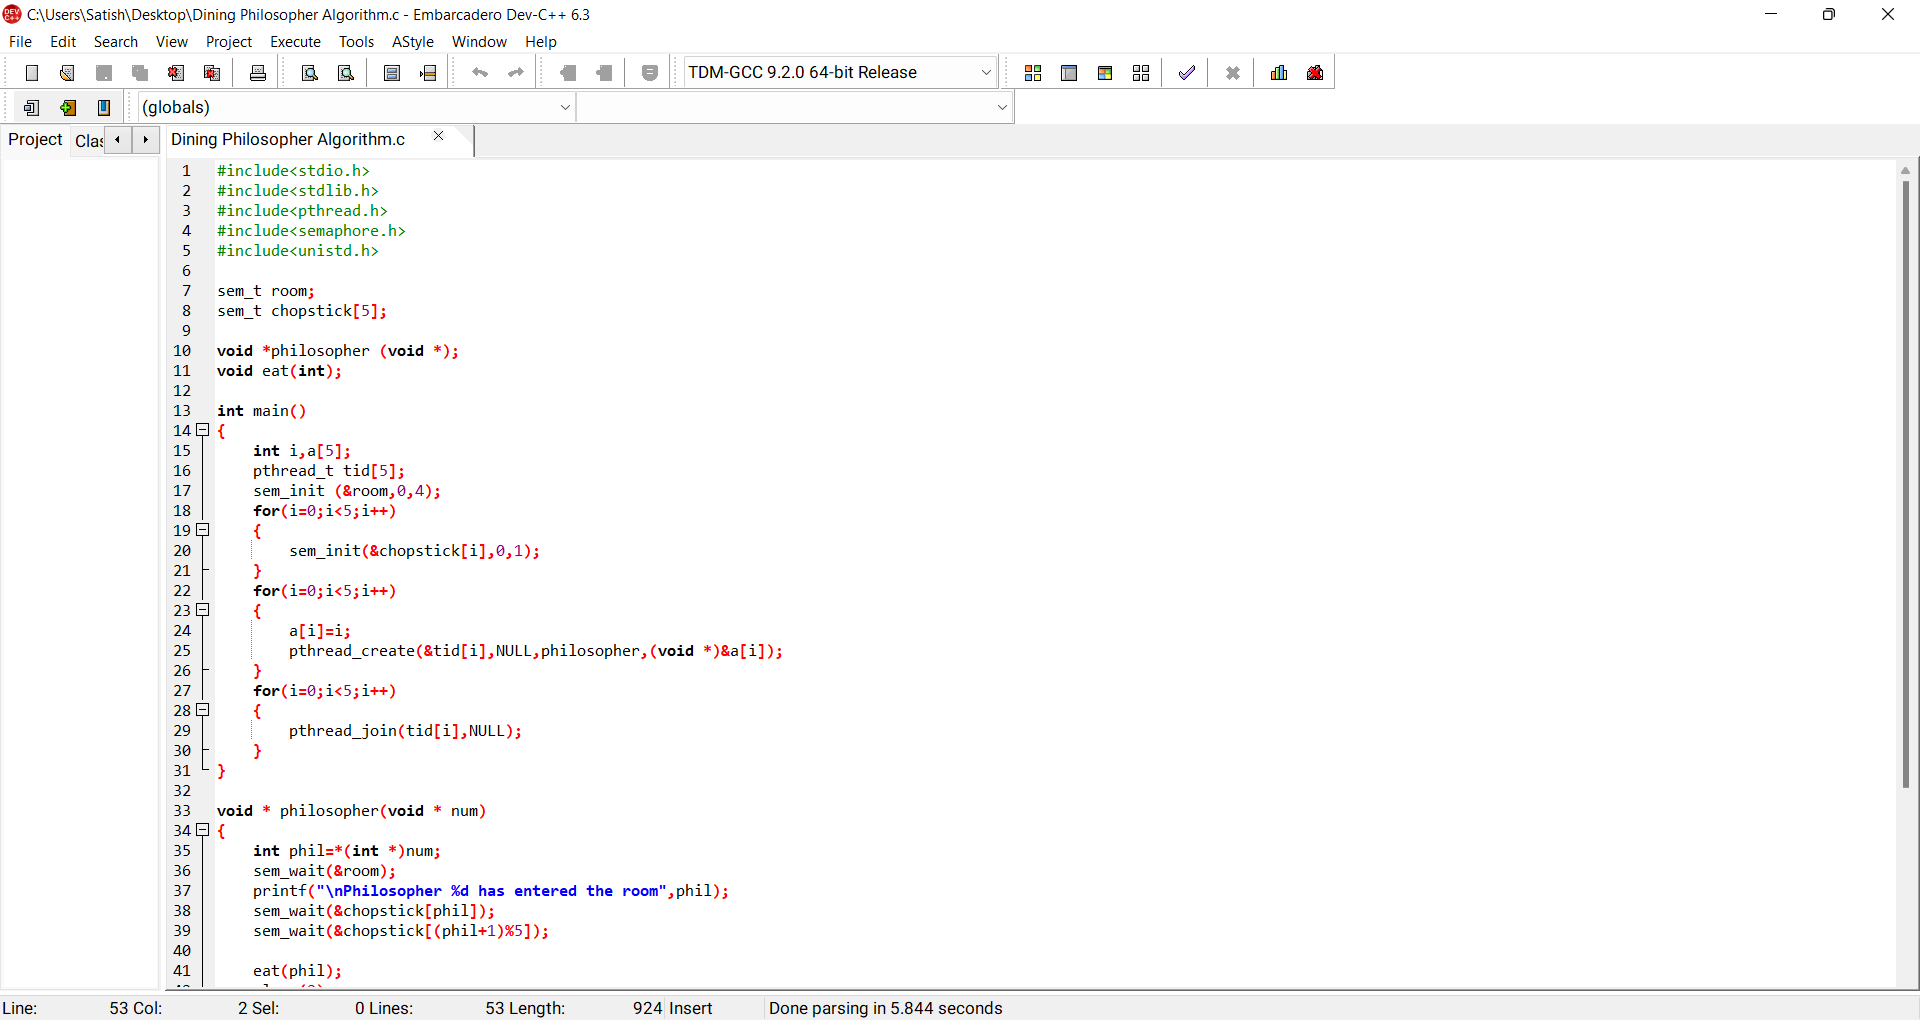 C:\Users\Satish\Desktop\Dining Philosopher Algorithm.c - Embarcadero Dev-C++ 6.3
File Edit Search View Project Execute Tools AStyle Window Help
TDM-GCC 9.2.0 64-bit Release
(globals)
Project Clas Dining Philosopher Algorithm.c
1 #include<stdio.h>
2 #include<stdlib.h>
3 #include<pthread.h>
4 #include<semaphore.h>
5 #include<unistd.h>
6
7 sem_t room;
8 sem_t chopstick[5];
9
10 void *philosopher (void *);
11 void eat(int);
12
13 int main()
14 {
15 int i,a[5];
16 pthread_t tid[5];
17 sem_init (&room,0,4);
18 for(i=0;i<5;i++)
19 {
20 sem_init(&chopstick[i],0,1);
21 }
22 for(i=0;i<5;i++)
23 {
24 a[i]=i;
25 pthread_create(&tid[i],NULL,philosopher,(void *)&a[i]);
26 }
27 for(i=0;i<5;i++)
28 {
29 pthread_join(tid[i],NULL);
30 }
31 }
32
33 void * philosopher(void * num)
34 {
35 int phil=*(int *)num;
36 sem_wait(&room);
37 printf("\nPhilosopher %d has entered the room",phil);
38 sem_wait(&chopstick[phil]);
39 sem_wait(&chopstick[(phil+1)%5]);
40
41 eat(phil);
Line: 53 Col: 2 Sel: 0 Lines: 53 Length: 924 Insert Done parsing in 5.844 seconds